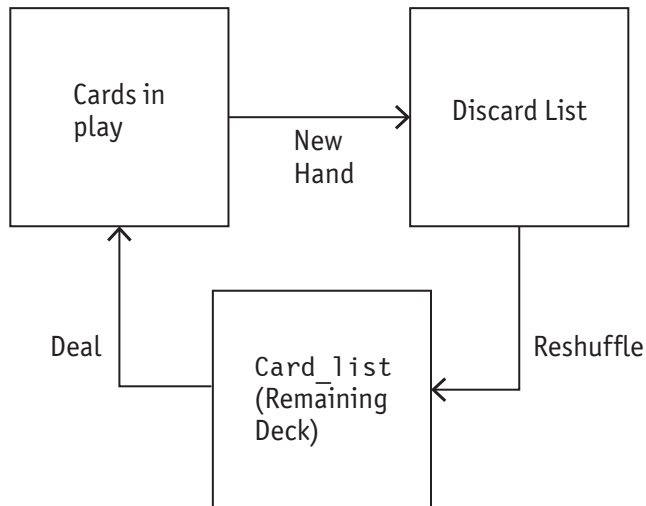 Cards in
play
New
Hand
Discard List
Deal
Card_list
(Remaining
Deck)
Reshuffle